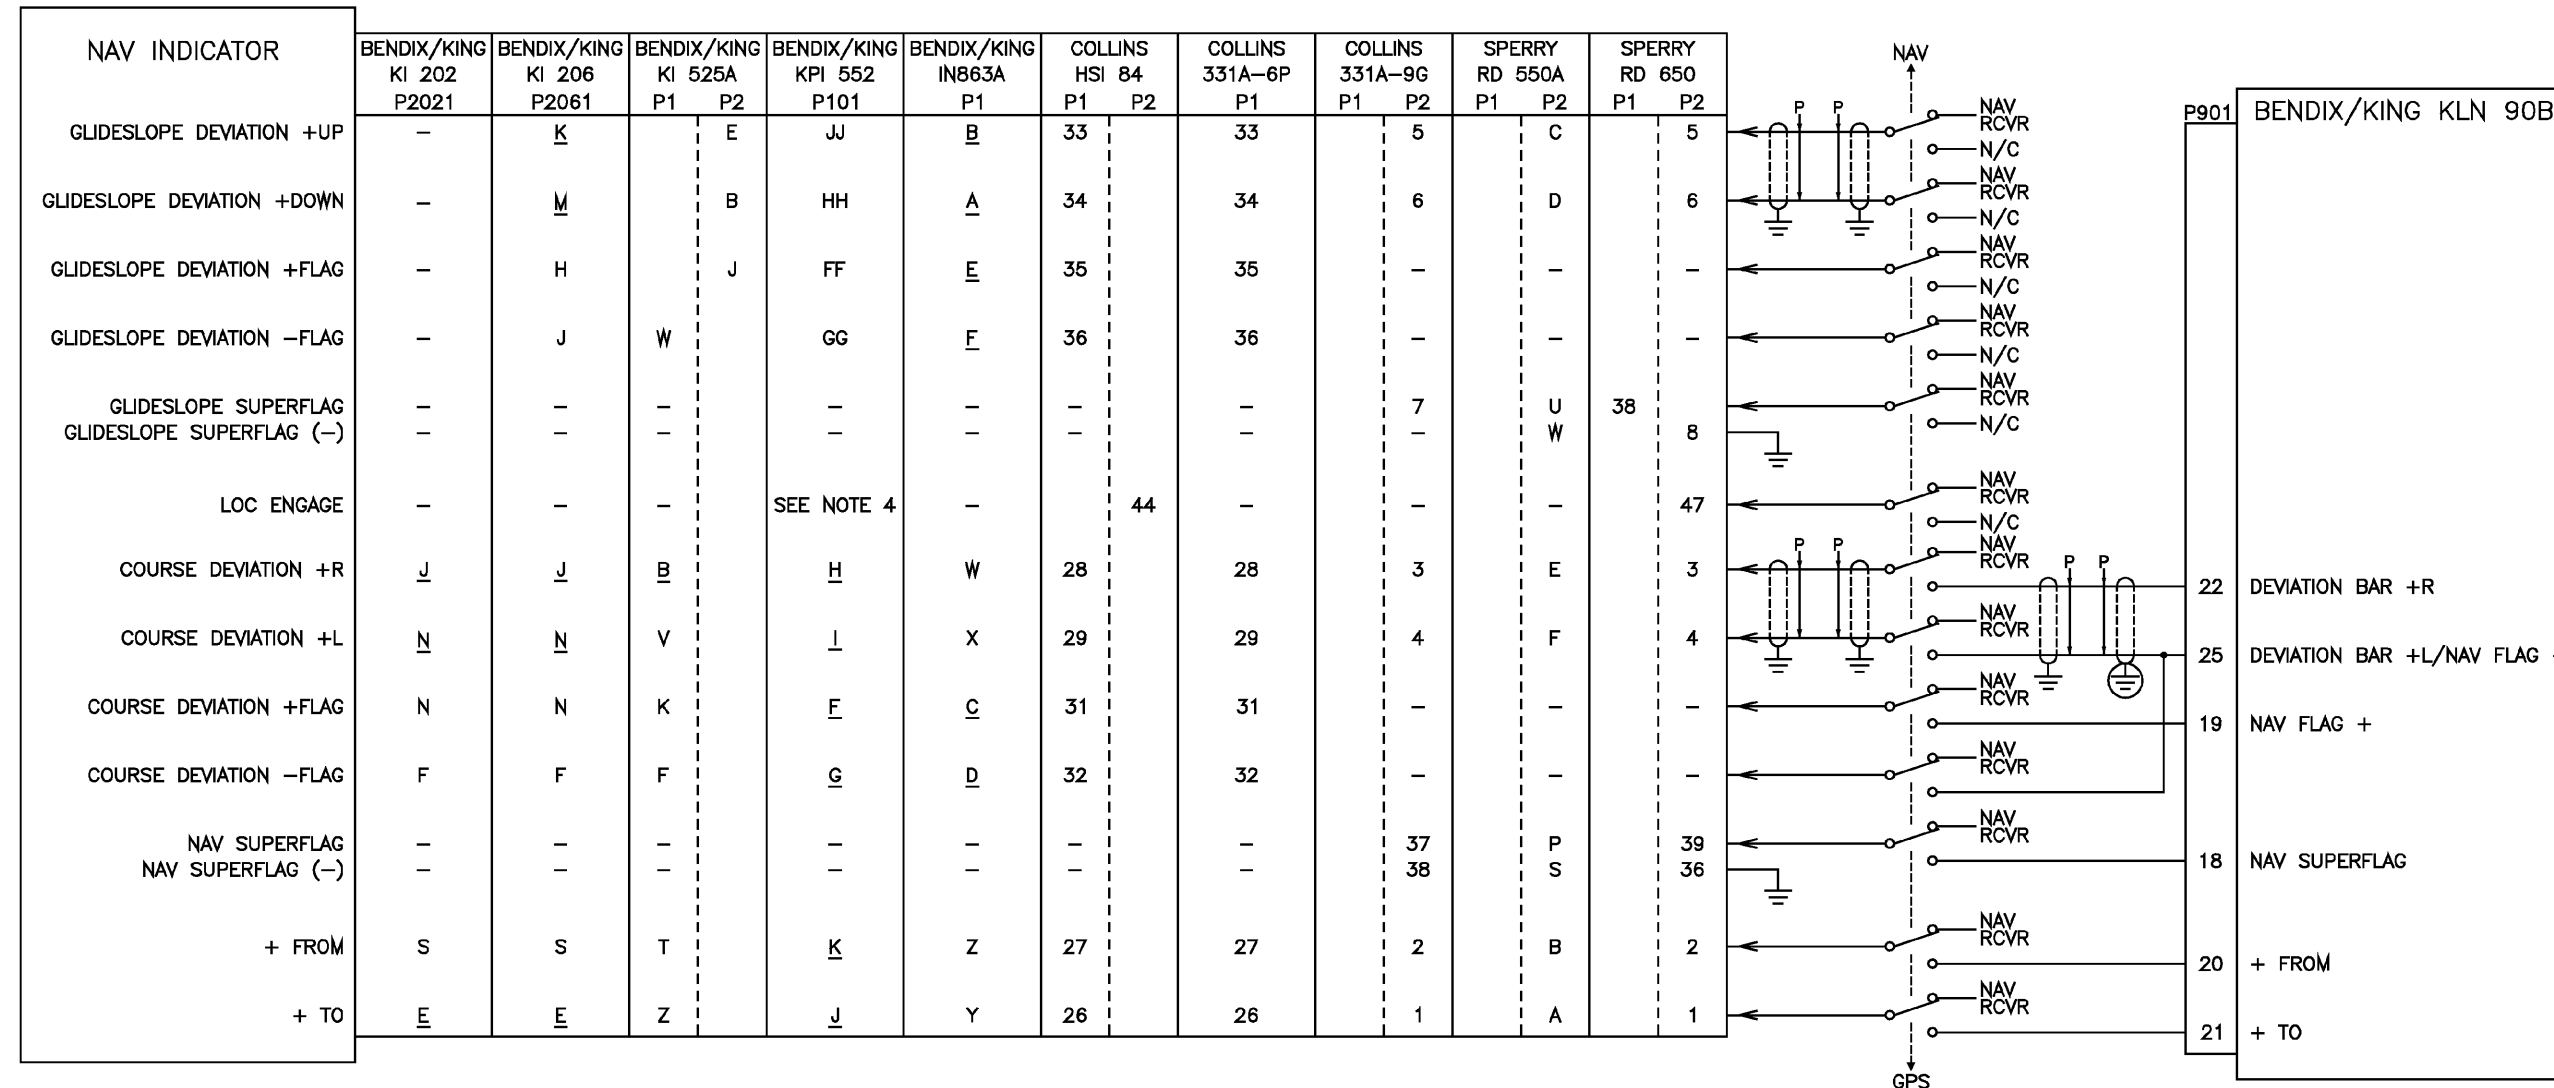 NAV INDICATOR
BENDIX/KING BENDIX/KING BENDIX/KING BENDIX/KING BENDIX/KING COLLINS COLLINS COLLINS SPERRY SPERRY
KI 202 KI 206 KI 525A KPI 552 IN863A HSI 84 331A-6P 331A-9G RD 550A RD 650
P2021 P2061 P1 P2 P101 P1 P1 P2 P1 P1 P2 P1 P2 P1 P2
NAV
P901 BENDIX/KING KLN 90B
GLIDESLOPE DEVIATION +UP – K E JJ B 33 33 5 C 5 P P NAV RCVR
N/C
GLIDESLOPE DEVIATION +DOWN – M B HH A 34 34 6 D 6 NAV RCVR
N/C
GLIDESLOPE DEVIATION +FLAG – H J FF E 35 35 – – – NAV RCVR
N/C
GLIDESLOPE DEVIATION –FLAG – J W GG F 36 36 – – – NAV RCVR
N/C
GLIDESLOPE SUPERFLAG – – – – – – – 7 U 38 NAV RCVR
GLIDESLOPE SUPERFLAG (–) – – – – – – – – W 8 N/C
LOC ENGAGE – – – SEE NOTE 4 – 44 – – – 47 NAV RCVR
N/C
COURSE DEVIATION +R J J B H W 28 28 3 E 3 P P NAV RCVR P P
22 DEVIATION BAR +R
COURSE DEVIATION +L N N V I X 29 29 4 F 4 NAV RCVR
25 DEVIATION BAR +L/NAV FLAG
COURSE DEVIATION +FLAG N N K F C 31 31 – – – NAV RCVR
19 NAV FLAG +
COURSE DEVIATION –FLAG F F F G D 32 32 – – – NAV RCVR
NAV SUPERFLAG – – – – – – – 37 P 39 NAV RCVR
NAV SUPERFLAG (–) – – – – – – – 38 S 36
18 NAV SUPERFLAG
+ FROM S S T K Z 27 27 2 B 2 NAV RCVR
20 + FROM
+ TO E E Z J Y 26 26 1 A 1 NAV RCVR
21 + TO
GPS